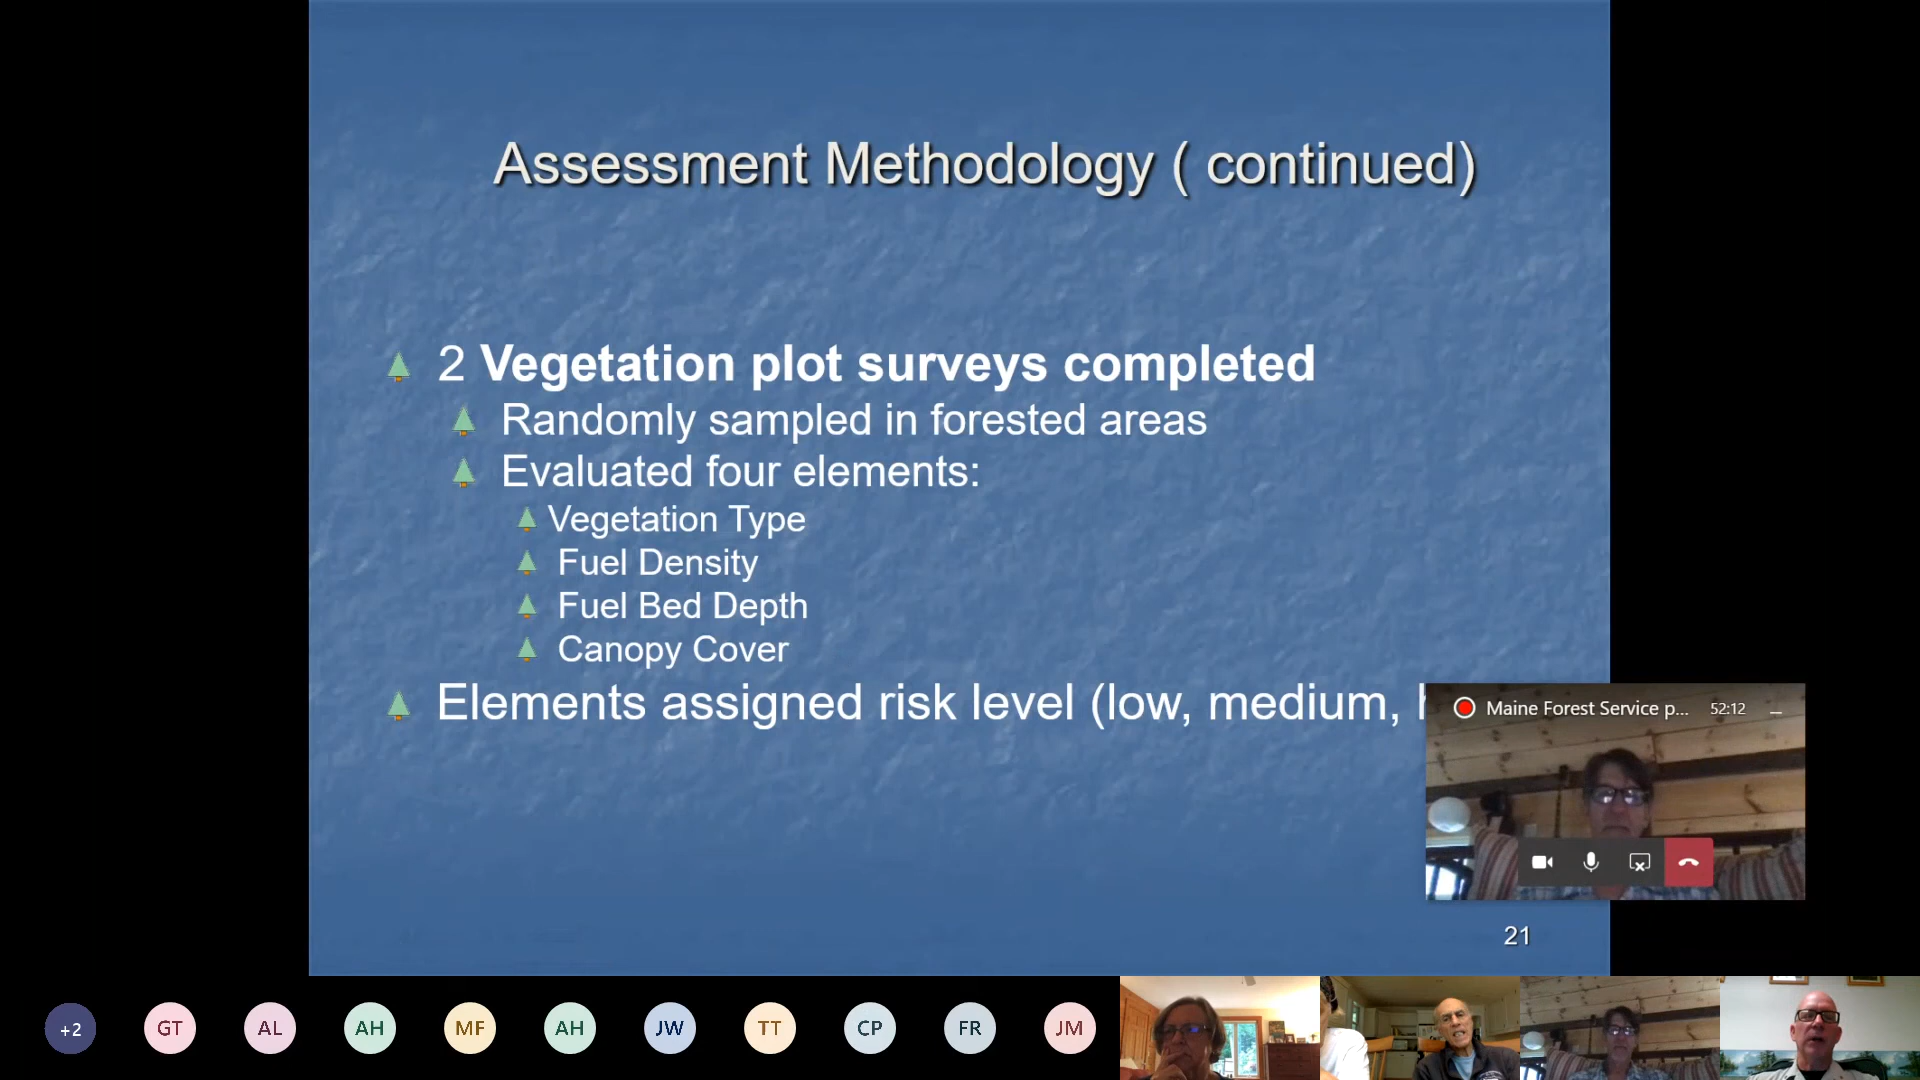 Assessment Methodology ( continued)
2 Vegetation plot surveys completed
Randomly sampled in forested areas
Evaluated four elements:
Vegetation Type
Fuel Density
Fuel Bed Depth
Canopy Cover
Elements assigned risk level (low, medium,
Maine Forest Service p... 52:12
21
+2 GT AL AH MF AH JW TT CP FR JM